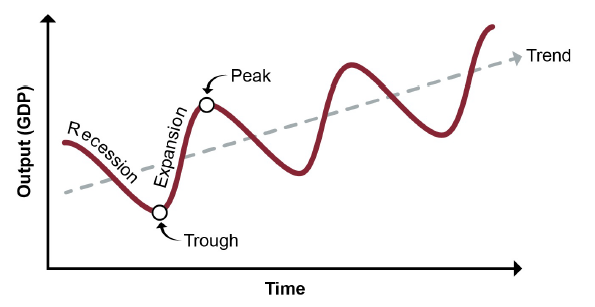 Output (GDP)
Recession
Expansion
Peak
Trough
Trend
Time